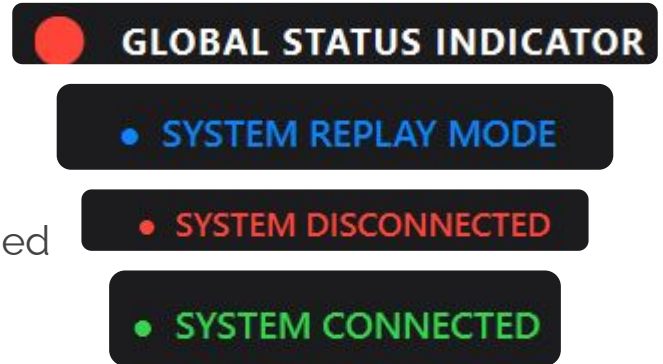 GLOBAL STATUS INDICATOR
• SYSTEM REPLAY MODE
• SYSTEM DISCONNECTED
ed
• SYSTEM CONNECTED